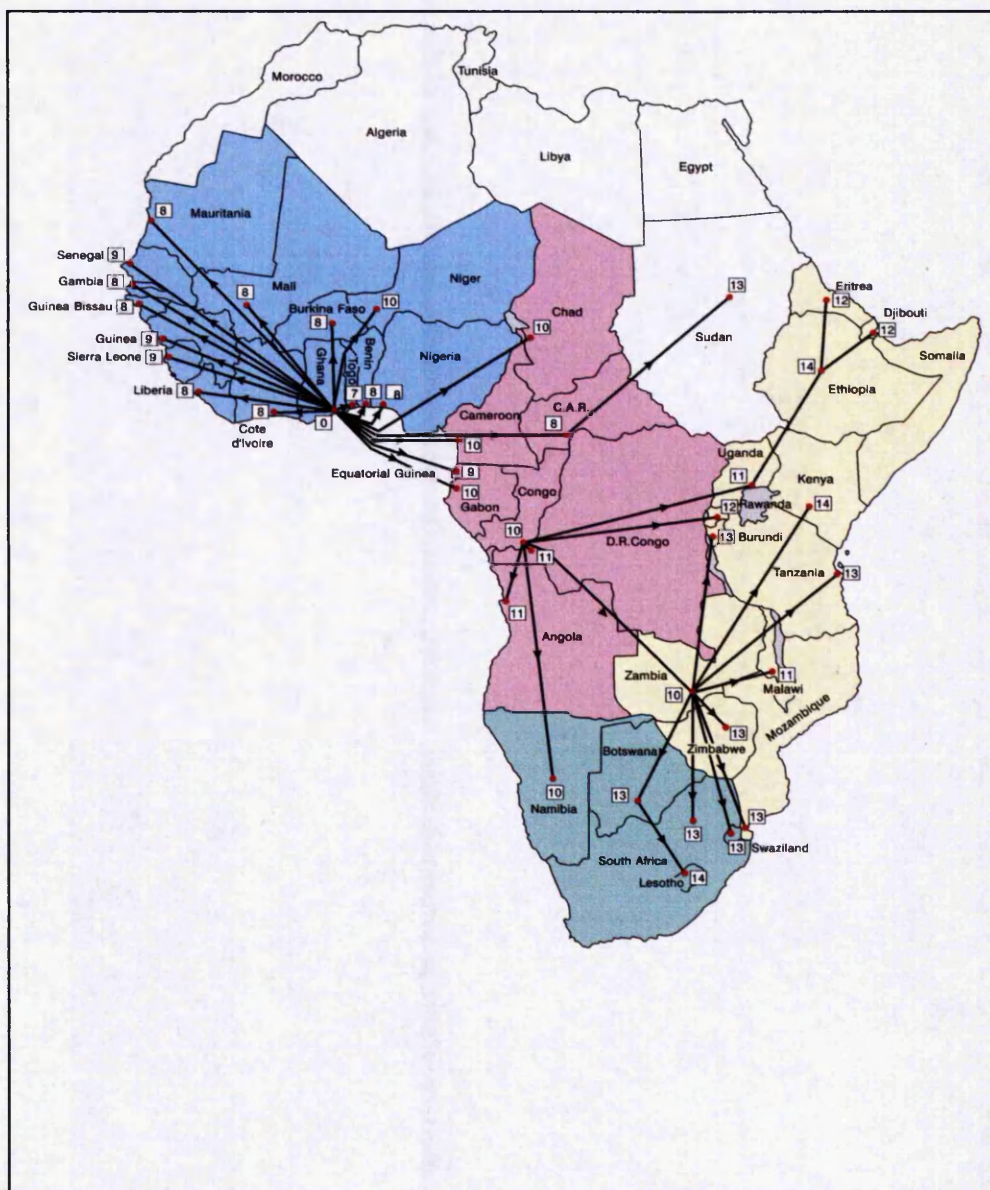 Morocco
Tunisia
Algeria
Libya
Egypt
Mauritania
8
Senegal 9
Gambia 8
Mali
Niger
Guinea Bissau 8
8
Burkina Faso
8
10
Chad
13
Eritrea
12
Djibouti
12
Guinea 9
Sierra Leone 9
Ghana
Togo
Benin
Nigeria
10
Sudan
Somalia
14
Ethiopia
Liberia 8
7
8
8
8
0
Cote
d'Ivoire
Cameroon
C.A.R.
8
10
Equatorial Guinea
9
10
Gabon
Congo
Uganda
11
Kenya
Rawanda
14
12
10
11
D.R.Congo
13
Burundi
Tanzania
13
11
Angola
Zambia
10
11
Malawi
Mozambique
13
Zimbabwe
Botswana
10
Namibia
13
13
13
13
Swaziland
South Africa
Lesotho
14